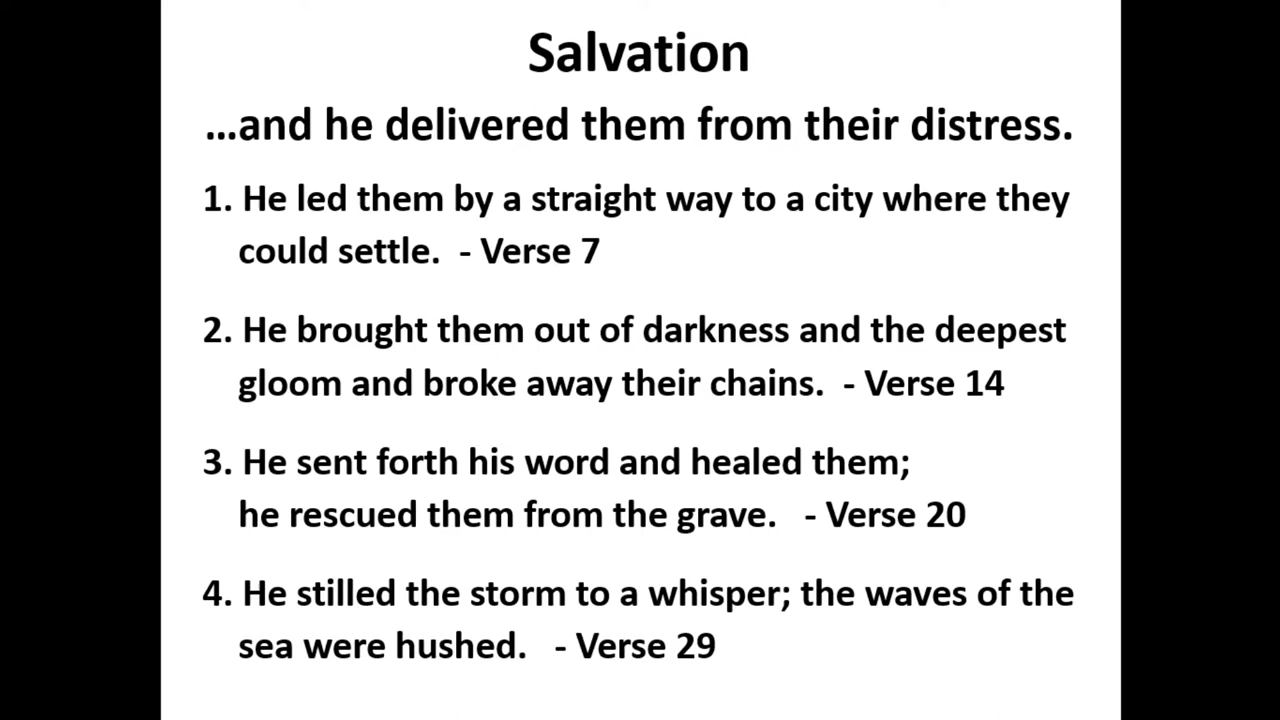 Salvation
…and he delivered them from their distress.
1. He led them by a straight way to a city where they
could settle.  - Verse 7
2. He brought them out of darkness and the deepest
gloom and broke away their chains.  - Verse 14
3. He sent forth his word and healed them;
he rescued them from the grave.   - Verse 20
4. He stilled the storm to a whisper; the waves of the
sea were hushed.   - Verse 29